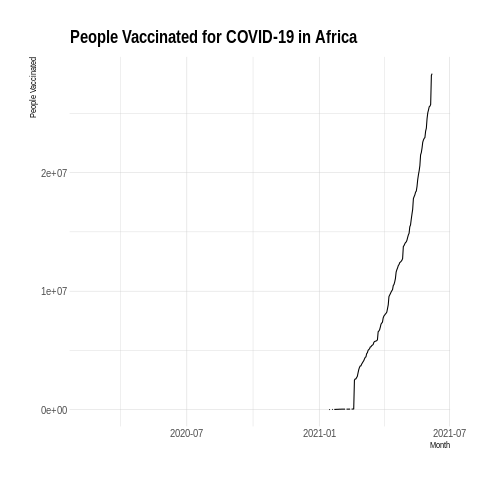 People Vaccinated for COVID-19 in Africa
People Vaccinated
2e+07
1e+07
0e+00
2020-07
2021-01
2021-07
Month